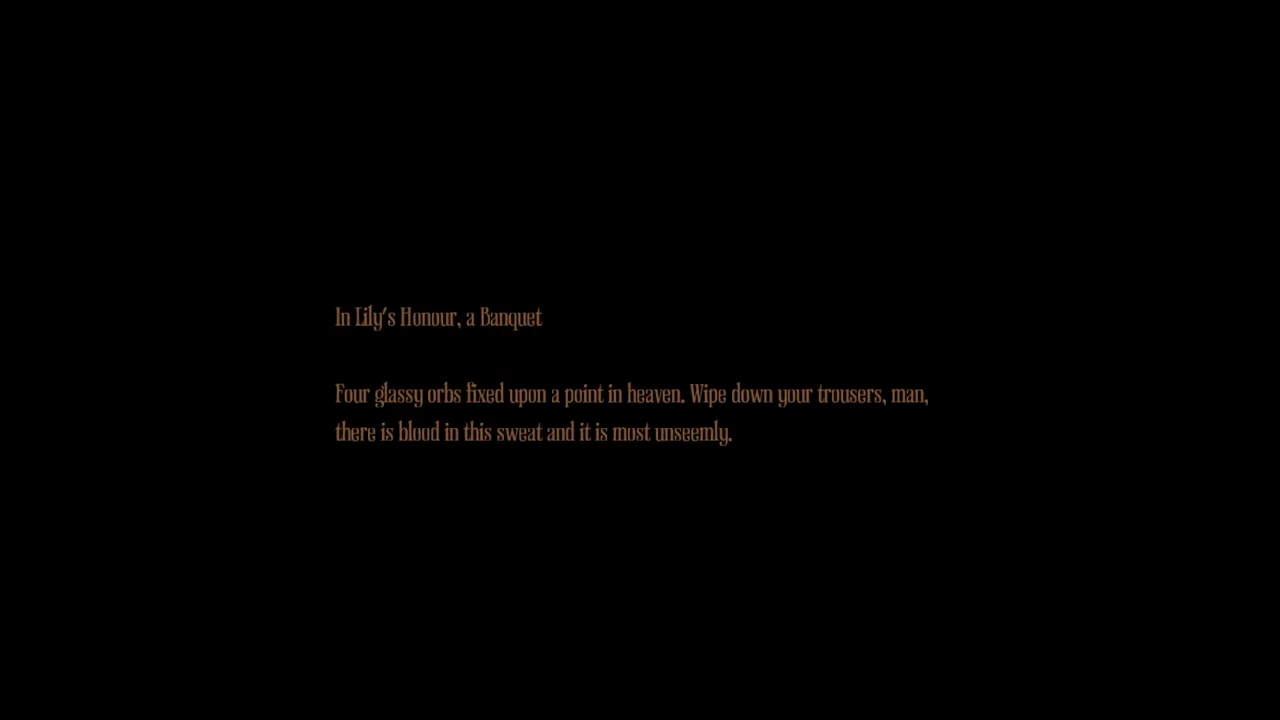 In Lily's Honour, a Banquet
Four glassy orbs fixed upon a point in heaven. Wipe down your trousers, man,
there is blood in this sweat and it is most unseemly.